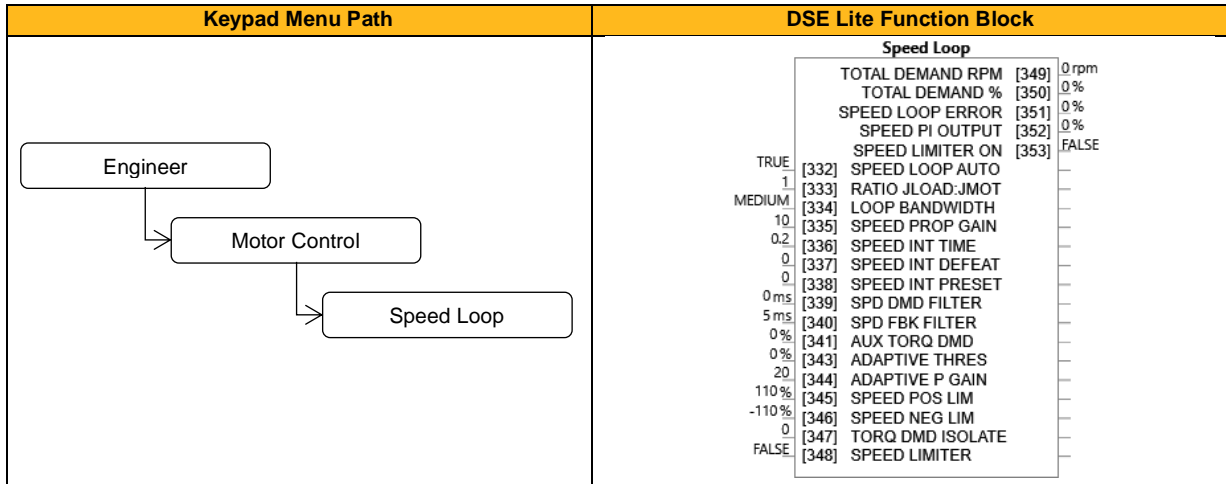 Keypad Menu Path
DSE Lite Function Block
Engineer
Motor Control
Speed Loop
Speed Loop
TOTAL DEMAND RPM [349] 0 rpm
TOTAL DEMAND % [350] 0 %
SPEED LOOP ERROR [351] 0 %
SPEED PI OUTPUT [352] 0 %
SPEED LIMITER ON [353] FALSE
TRUE [332] SPEED LOOP AUTO
1 [333] RATIO JLOAD:JMOT
MEDIUM [334] LOOP BANDWIDTH
10 [335] SPEED PROP GAIN
0.2 [336] SPEED INT TIME
0 [337] SPEED INT DEFEAT
0 [338] SPEED INT PRESET
0 ms [339] SPD DMD FILTER
5 ms [340] SPD FBK FILTER
0 % [341] AUX TORQ DMD
0 % [343] ADAPTIVE THRES
20 [344] ADAPTIVE P GAIN
110 % [345] SPEED POS LIM
-110 % [346] SPEED NEG LIM
0 [347] TORQ DMD ISOLATE
FALSE [348] SPEED LIMITER